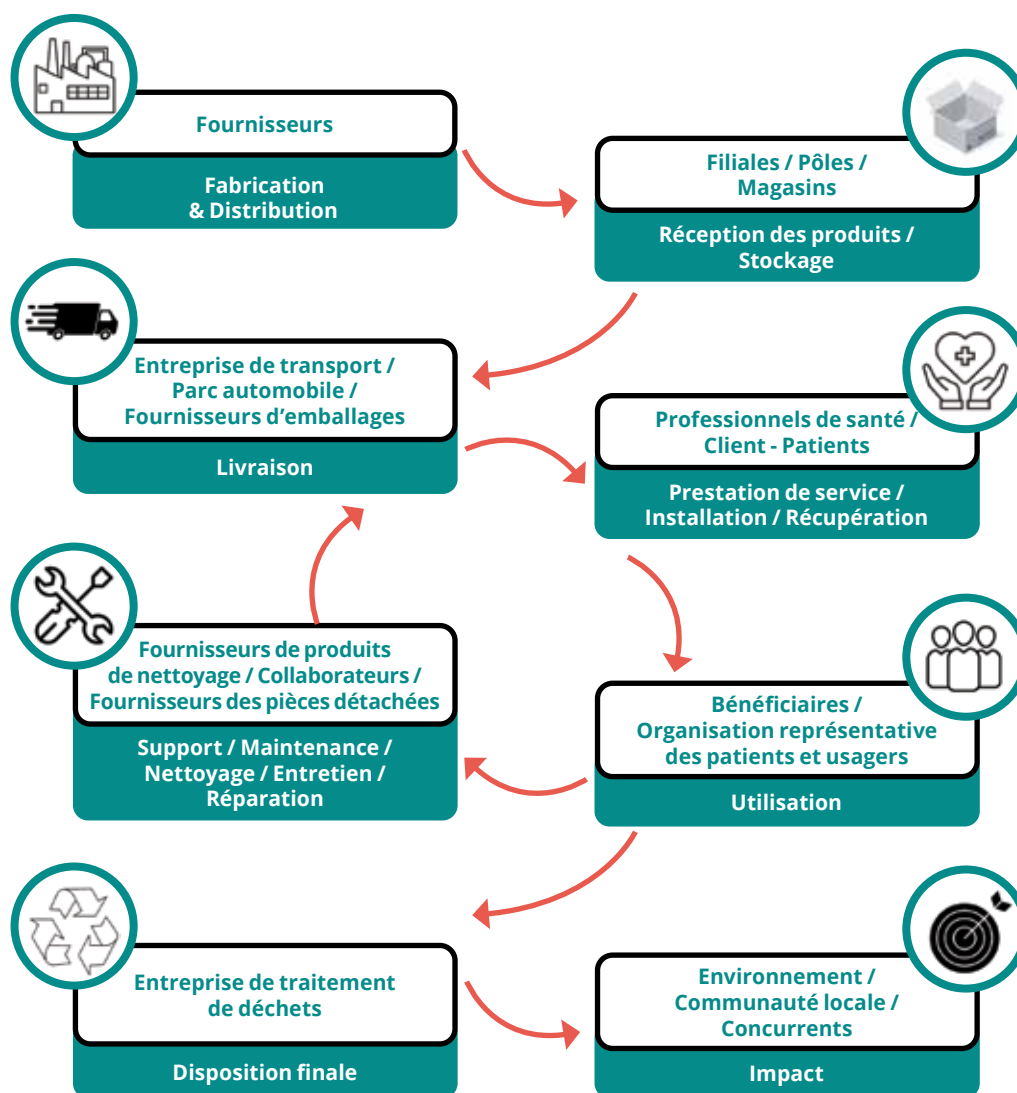 Fournisseurs
Fabrication
& Distribution
Filiales / Pôles /
Magasins
Réception des produits /
Stockage
Entreprise de transport /
Parc automobile /
Fournisseurs d’emballages
Livraison
Professionnels de santé /
Client - Patients
Prestation de service /
Installation / Récupération
Fournisseurs de produits
de nettoyage / Collaborateurs /
Fournisseurs des pièces détachées
Support / Maintenance /
Nettoyage / Entretien /
Réparation
Bénéficiaires /
Organisation représentative
des patients et usagers
Utilisation
Entreprise de traitement
de déchets
Disposition finale
Environnement /
Communauté locale /
Concurrents
Impact